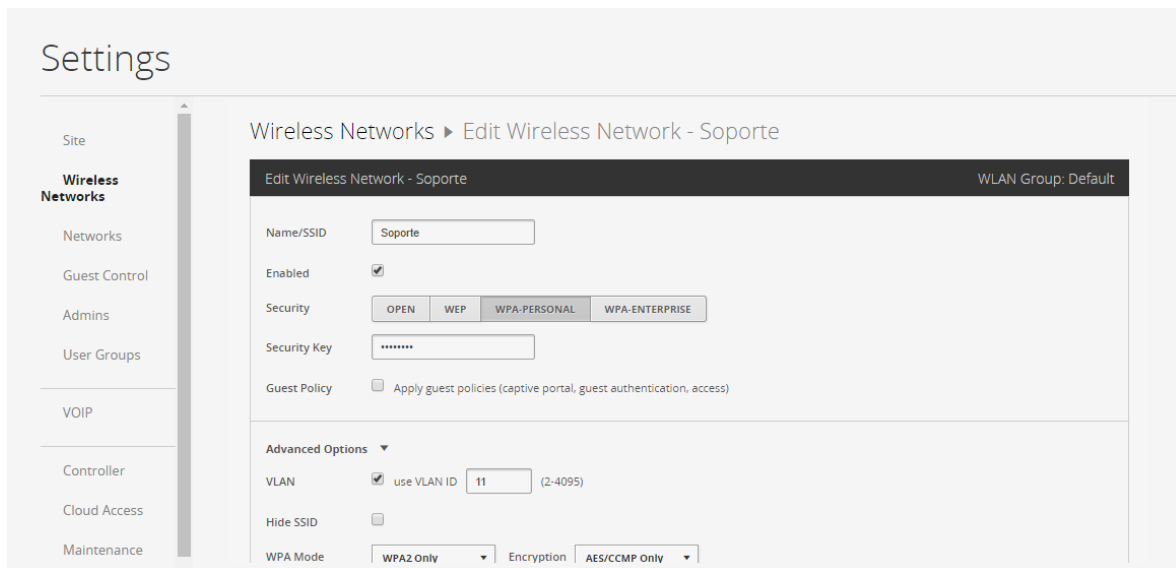 Settings
Site
Wireless
Networks
Networks
Guest Control
Admins
User Groups
VOIP
Controller
Cloud Access
Maintenance
Wireless Networks ▸ Edit Wireless Network - Soporte
Edit Wireless Network - Soporte WLAN Group: Default
Name/SSID Soporte
Enabled
Security OPEN WEP WPA-PERSONAL WPA-ENTERPRISE
Security Key ••••••••
Guest Policy Apply guest policies (captive portal, guest authentication, access)
Advanced Options ▼
VLAN use VLAN ID 11 (2-4095)
Hide SSID
WPA Mode WPA2 Only Encryption AES/CCMP Only